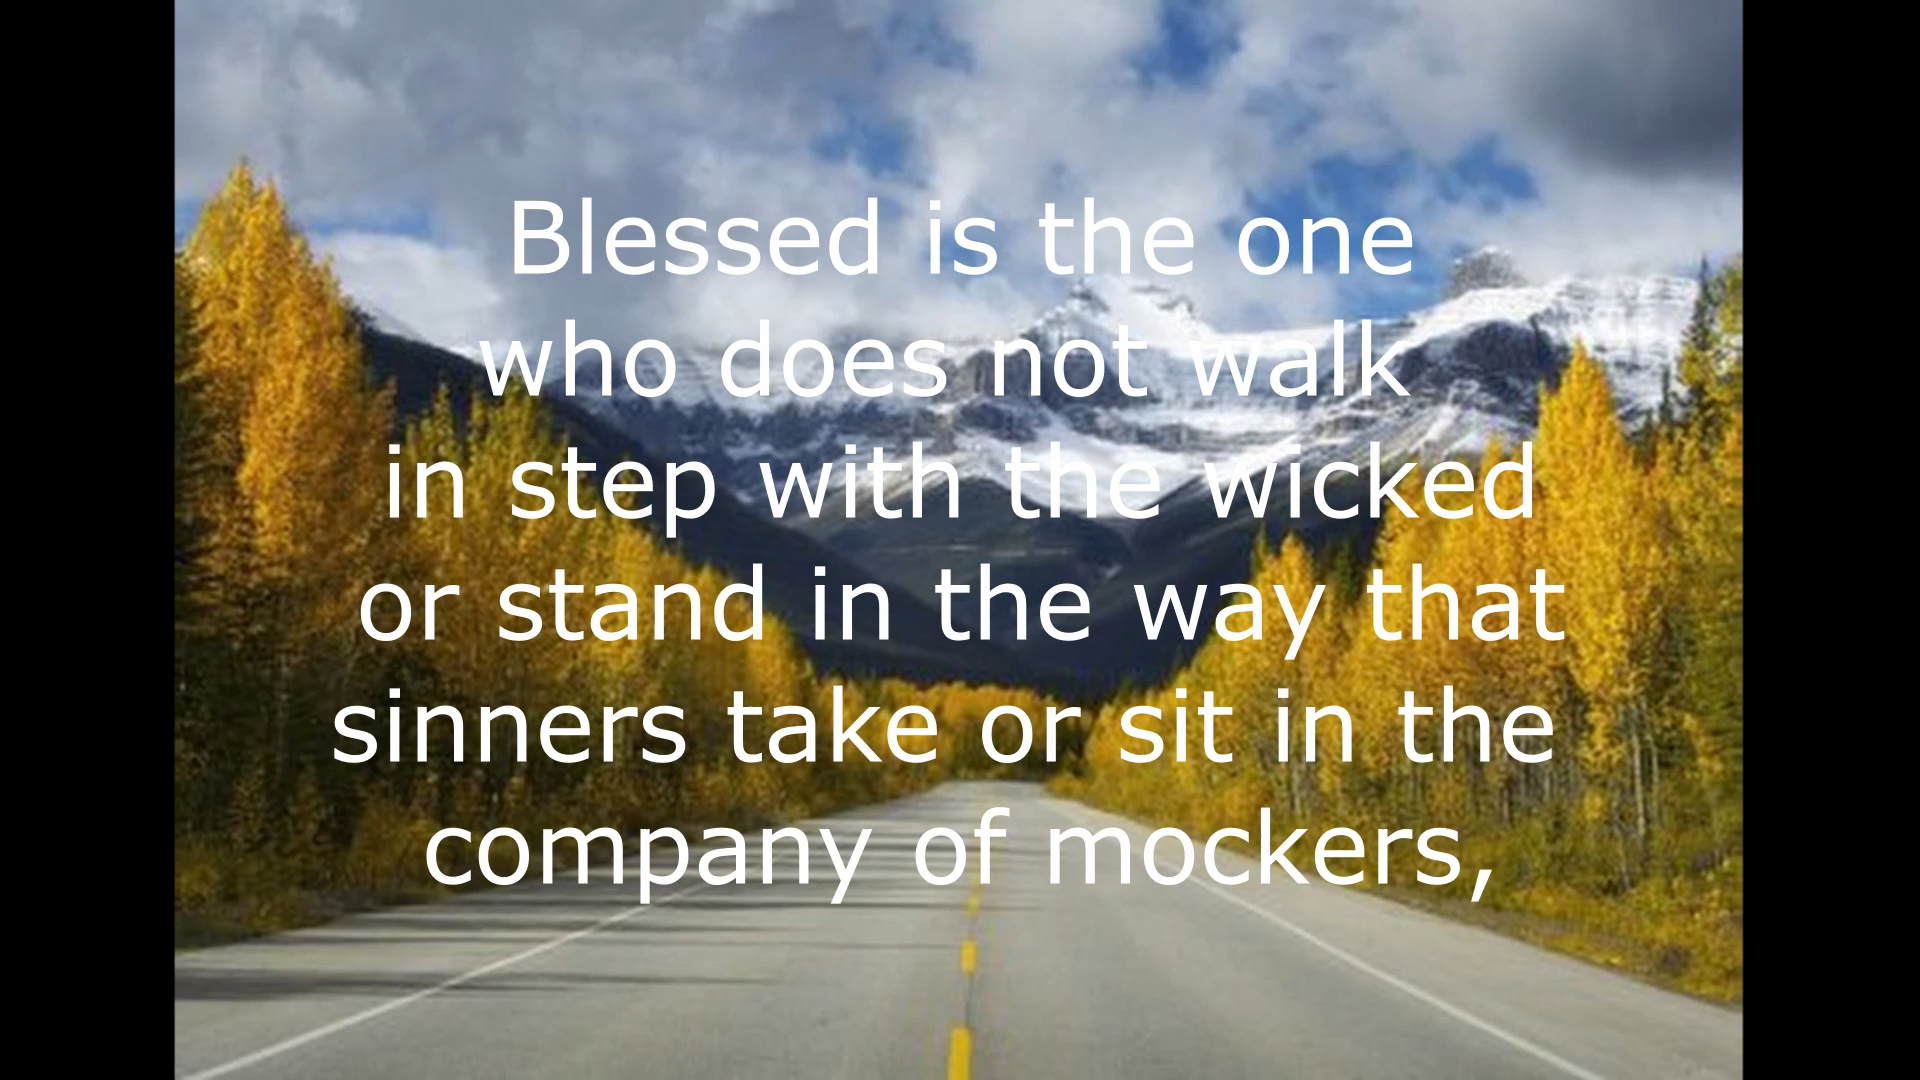 Blessed is the one
who does not walk
in step with the wicked
or stand in the way that
sinners take or sit in the
company of mockers,